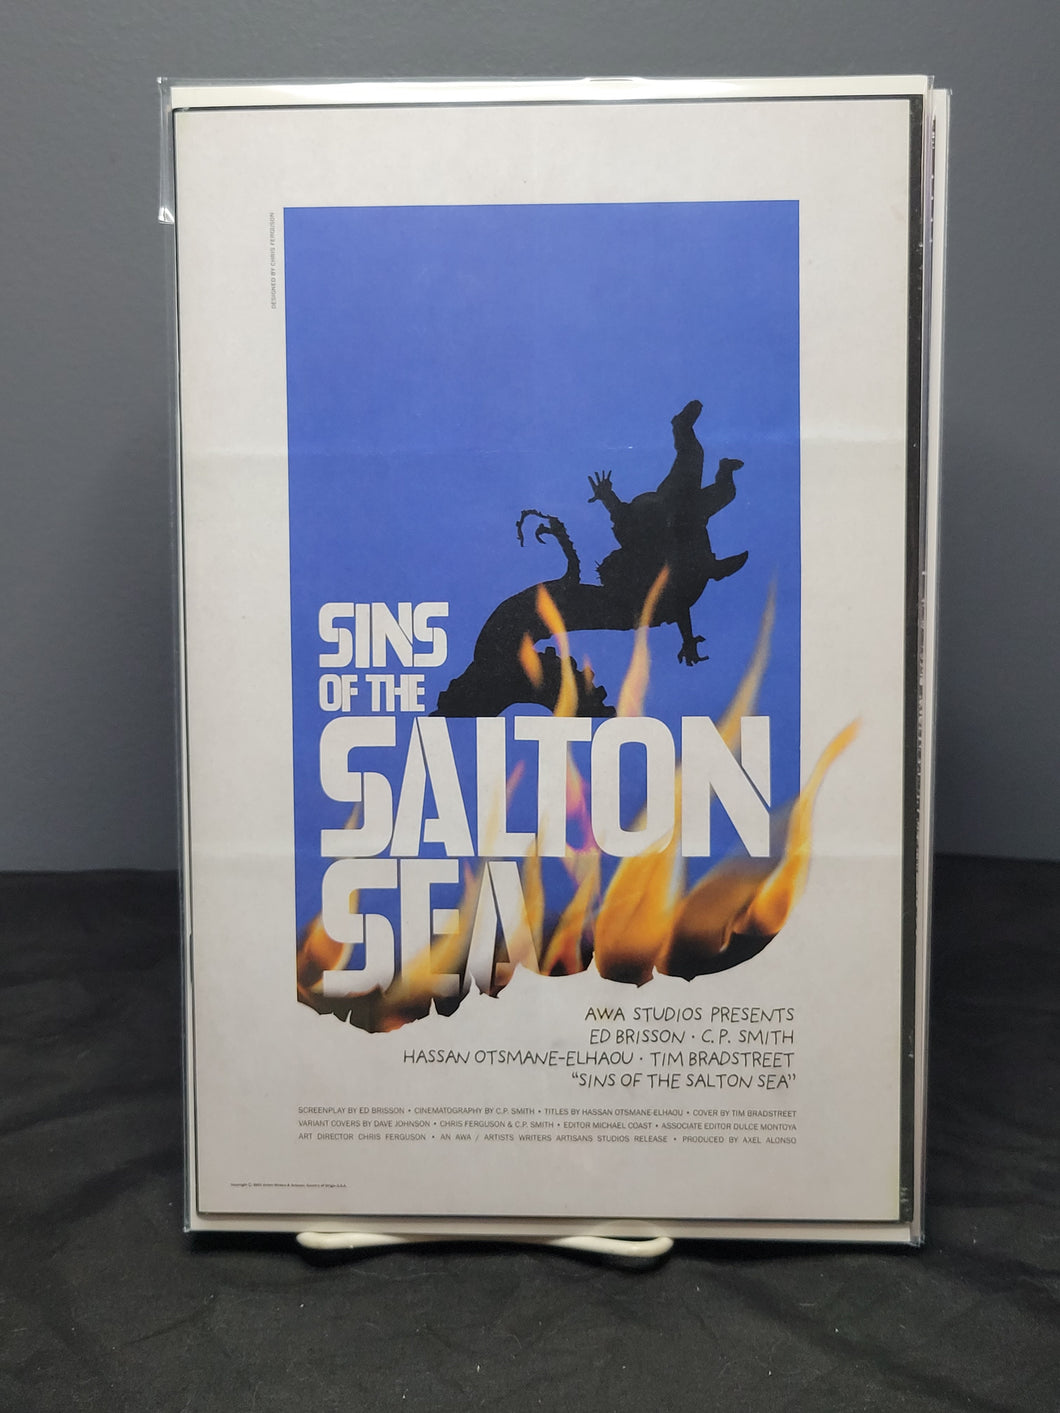 DESIGNED BY CHRIS FERGUSON
SINS
OF THE
SALTON
SEA
AWA STUDIOS PRESENTS
ED BRISSON · C.P. SMITH
HASSAN OTSMANE-ELHAOU · TIM BRADSTREET
"SINS OF THE SALTON SEA"
SCREENPLAY BY ED BRISSON • CINEMATOGRAPHY BY C.P. SMITH • TITLES BY HASSAN OTSMANE-ELHAOU • COVER BY TIM BRADSTREET
VARIANT COVERS BY DAVE JOHNSON • CHRIS FERGUSON & C.P. SMITH • EDITOR MICHAEL COAST • ASSOCIATE EDITOR DULCE MONTOYA
ART DIRECTOR CHRIS FERGUSON • AN AWA / ARTISTS WRITERS ARTISANS STUDIOS RELEASE • PRODUCED BY AXEL ALONSO